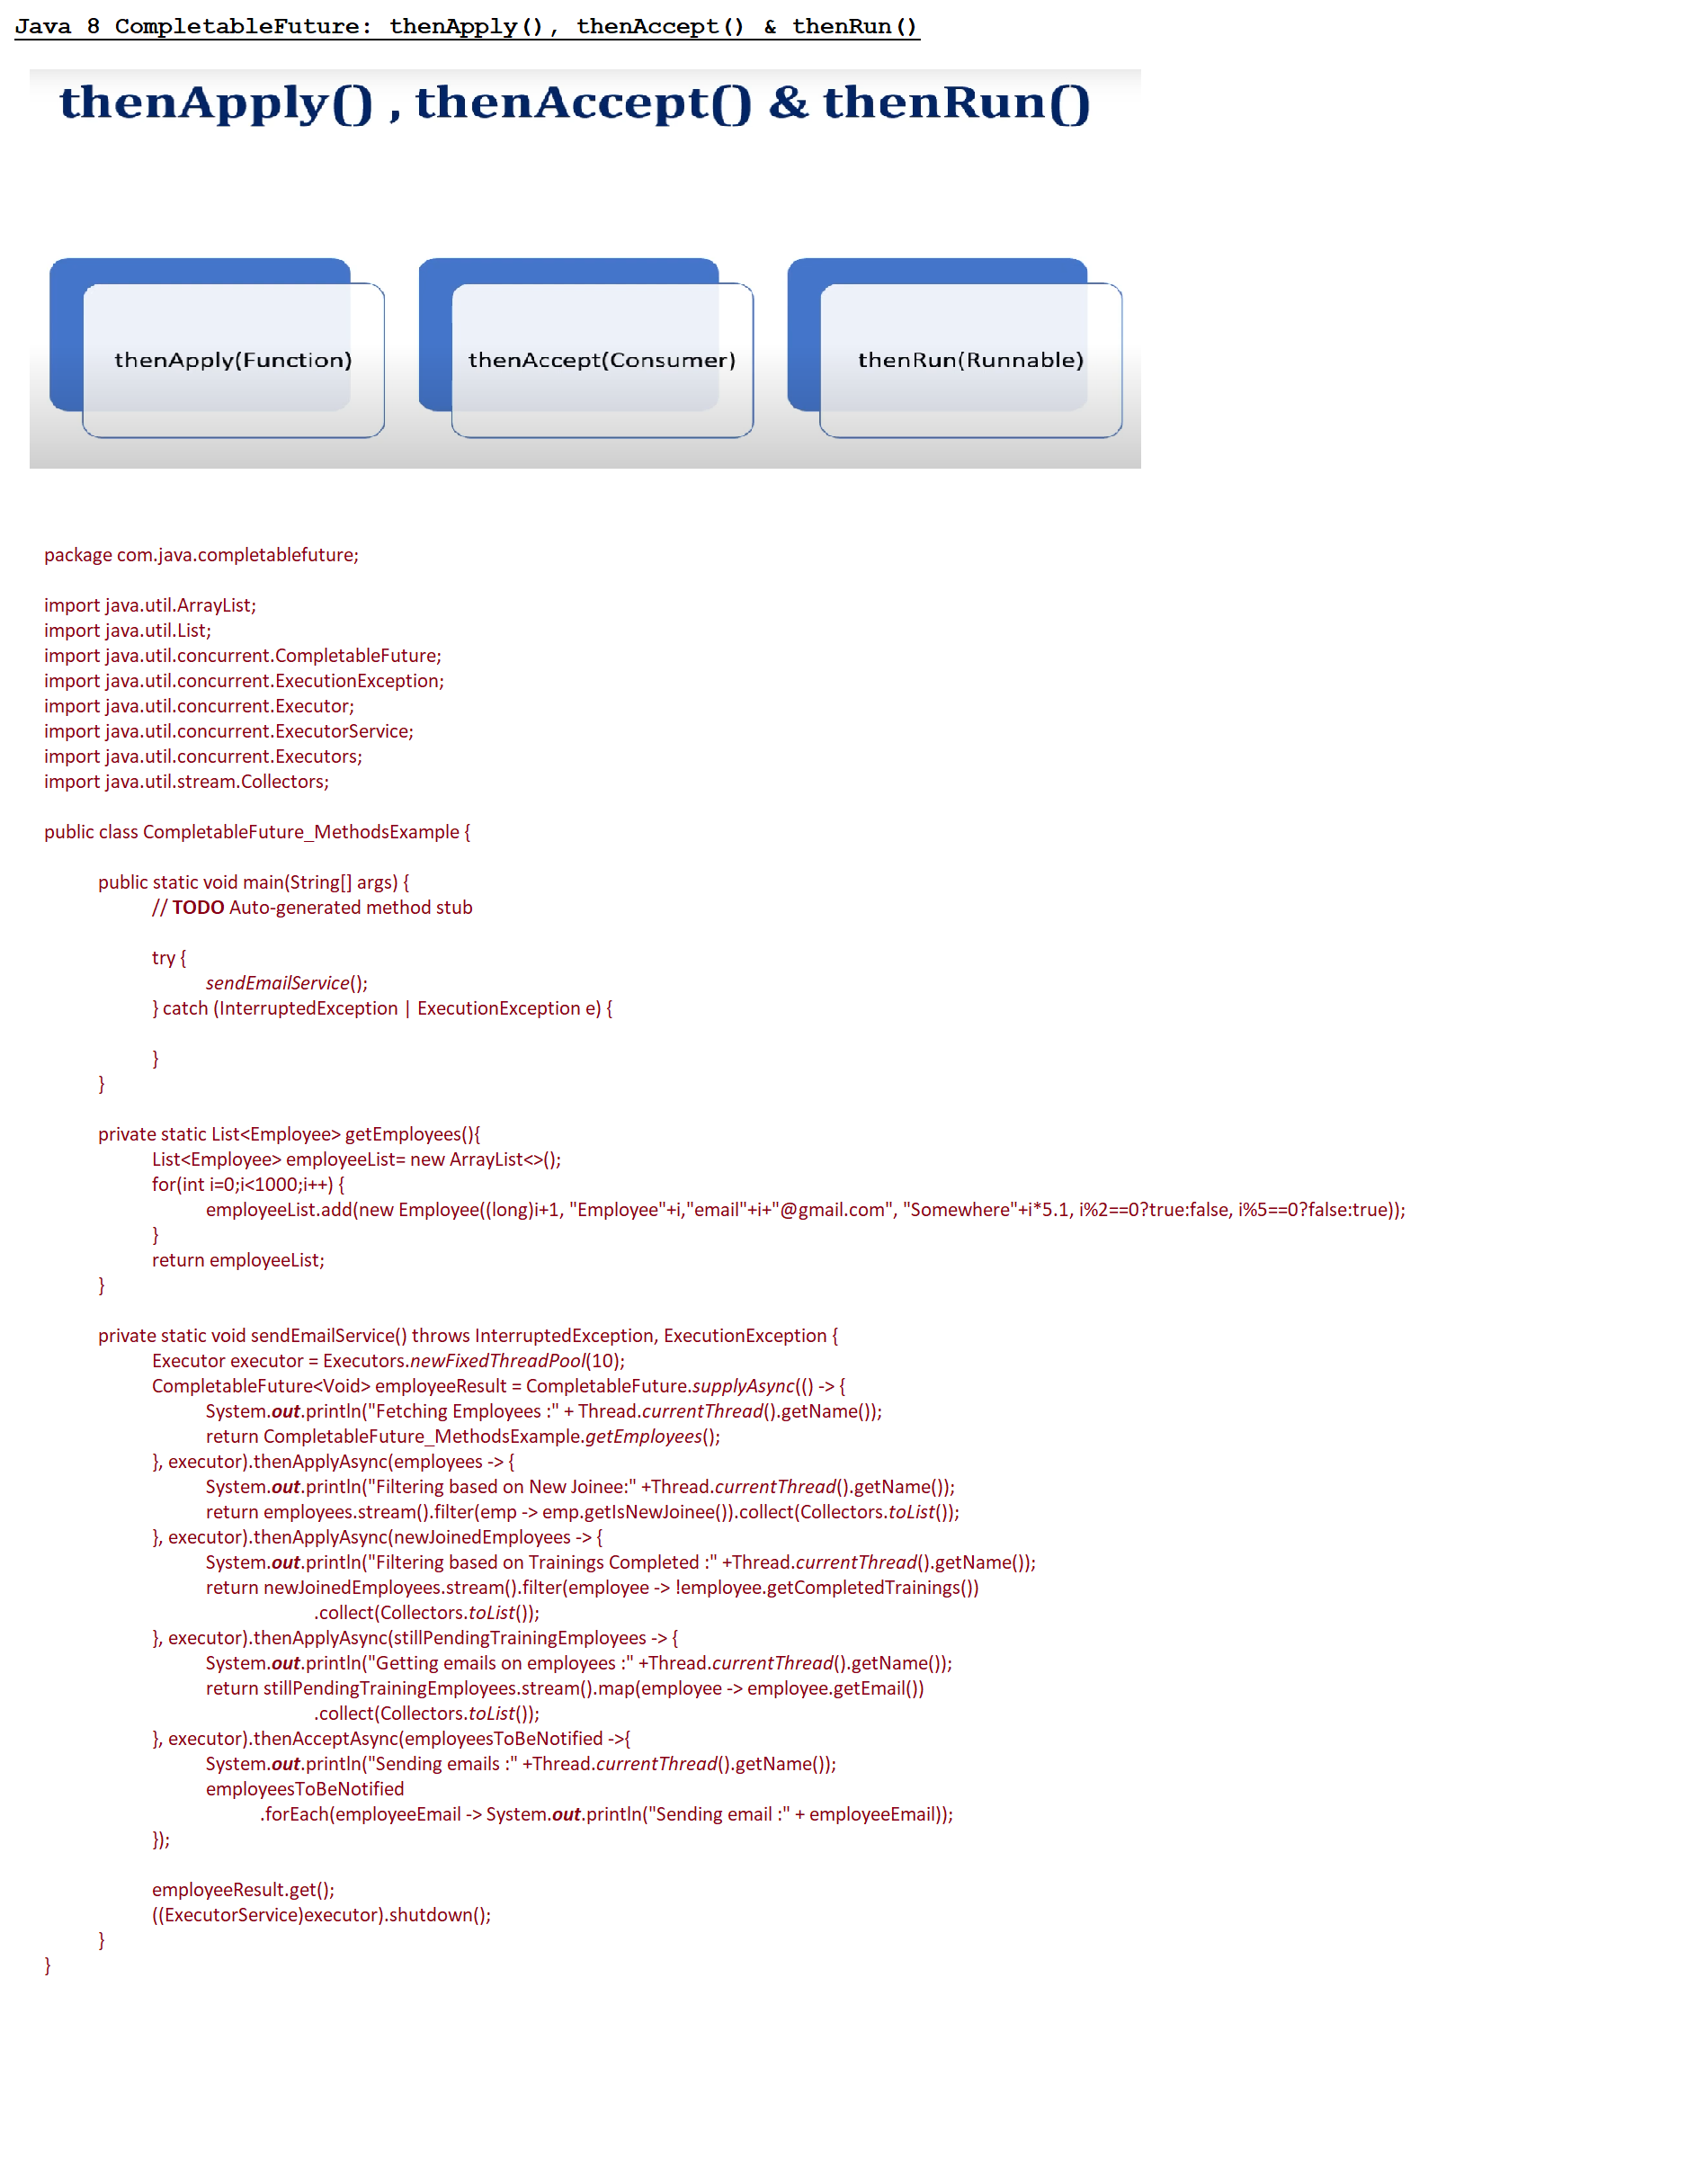 Java 8 CompletableFuture: thenApply(), thenAccept() & thenRun()
thenApply() , thenAccept() & thenRun()
thenApply(Function)
thenAccept(Consumer)
thenRun(Runnable)
package com.java.completablefuture;
import java.util.ArrayList;
import java.util.List;
import java.util.concurrent.CompletableFuture;
import java.util.concurrent.ExecutionException;
import java.util.concurrent.Executor;
import java.util.concurrent.ExecutorService;
import java.util.concurrent.Executors;
import java.util.stream.Collectors;
public class CompletableFuture_MethodsExample {
public static void main(String[] args) {
// TODO Auto-generated method stub
try {
sendEmailService();
} catch (InterruptedException | ExecutionException e) {
}
}
private static List<Employee> getEmployees(){
List<Employee> employeeList= new ArrayList<>();
for(int i=0;i<1000;i++) {
employeeList.add(new Employee((long)i+1, "Employee"+i,"email"+i+"@gmail.com", "Somewhere"+i*5.1, i%2==0?true:false, i%5==0?false:true));
}
return employeeList;
}
private static void sendEmailService() throws InterruptedException, ExecutionException {
Executor executor = Executors.newFixedThreadPool(10);
CompletableFuture<Void> employeeResult = CompletableFuture.supplyAsync(() -> {
System.out.println("Fetching Employees :" + Thread.currentThread().getName());
return CompletableFuture_MethodsExample.getEmployees();
}, executor).thenApplyAsync(employees -> {
System.out.println("Filtering based on New Joinee:" +Thread.currentThread().getName());
return employees.stream().filter(emp -> emp.getIsNewJoinee()).collect(Collectors.toList());
}, executor).thenApplyAsync(newJoinedEmployees -> {
System.out.println("Filtering based on Trainings Completed :" +Thread.currentThread().getName());
return newJoinedEmployees.stream().filter(employee -> !employee.getCompletedTrainings())
.collect(Collectors.toList());
}, executor).thenApplyAsync(stillPendingTrainingEmployees -> {
System.out.println("Getting emails on employees :" +Thread.currentThread().getName());
return stillPendingTrainingEmployees.stream().map(employee -> employee.getEmail())
.collect(Collectors.toList());
}, executor).thenAcceptAsync(employeesToBeNotified ->{
System.out.println("Sending emails :" +Thread.currentThread().getName());
employeesToBeNotified
.forEach(employeeEmail -> System.out.println("Sending email :" + employeeEmail));
});
employeeResult.get();
((ExecutorService)executor).shutdown();
}
}